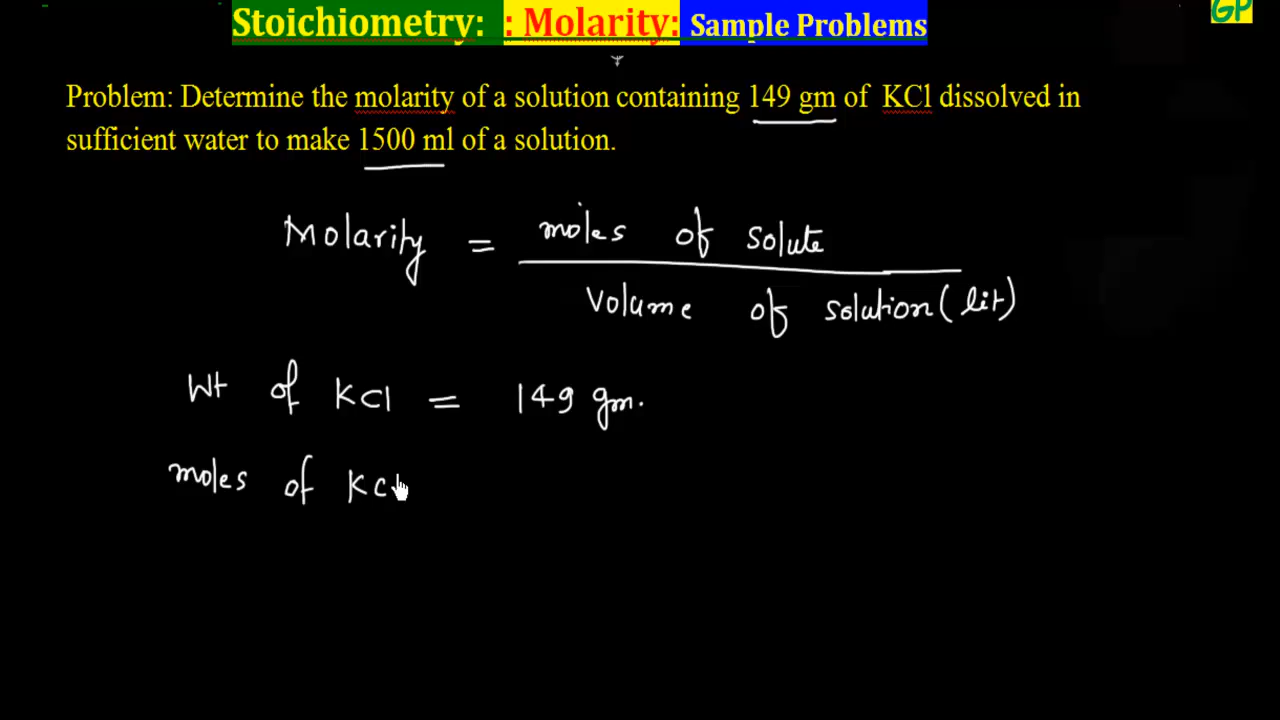 GP
Stoichiometry: : Molarity: Sample Problems
Problem: Determine the molarity of a solution containing 149 gm of KCl dissolved in
sufficient water to make 1500 ml of a solution.
Molarity = moles of solute
volume of solution (lit)
Wt of KCl = 149 gm.
moles of KC